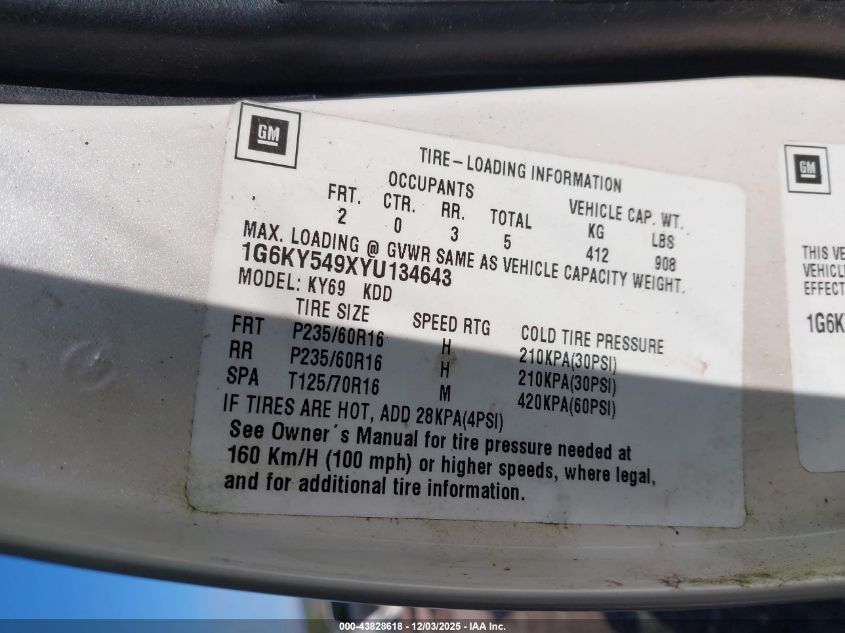 GM
TIRE-LOADING INFORMATION
OCCUPANTS
VEHICLE CAP. WT.
FRT. CTR. RR. TOTAL KG LBS
2 0 3 5 412 908
MAX. LOADING @ GVWR SAME AS VEHICLE CAPACITY WEIGHT.
1G6KY549XYU134643
MODEL: KY69 KDD
TIRE SIZE SPEED RTG COLD TIRE PRESSURE
FRT P235/60R16 H 210KPA(30PSI)
RR P235/60R16 H 210KPA(30PSI)
SPA T125/70R16 M 420KPA(60PSI)
IF TIRES ARE HOT, ADD 28KPA(4PSI)
See Owner´s Manual for tire pressure needed at
160 Km/H (100 mph) or higher speeds, where legal,
and for additional tire information.
GM
THIS VE
VEHICL
EFFECT
1G6K
000-43828618 - 12/03/2025 - IAA Inc.